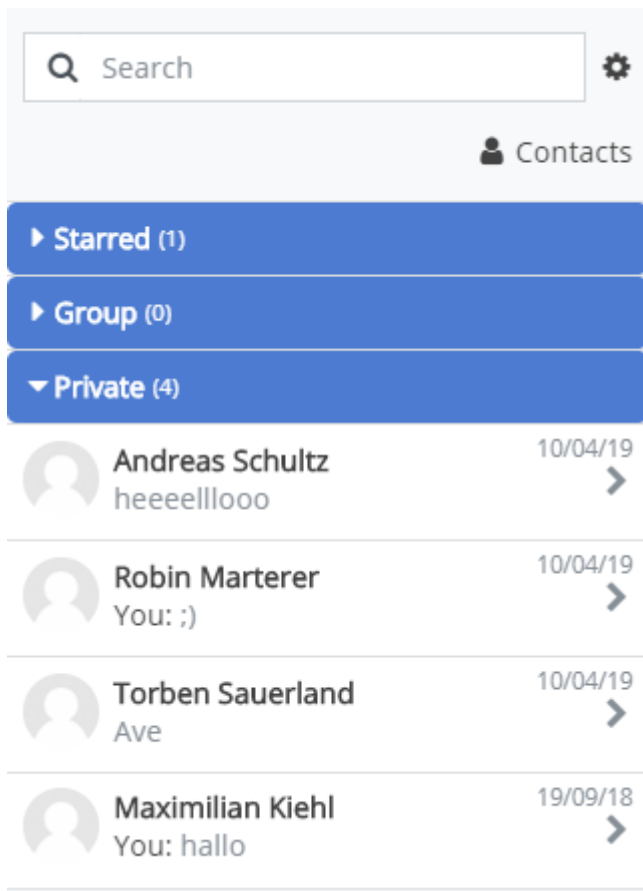 Search
Contacts
Starred (1)
Group (0)
Private (4)
Andreas Schultz 10/04/19
heeeelllooo
Robin Marterer 10/04/19
You: ;)
Torben Sauerland 10/04/19
Ave
Maximilian Kiehl 19/09/18
You: hallo